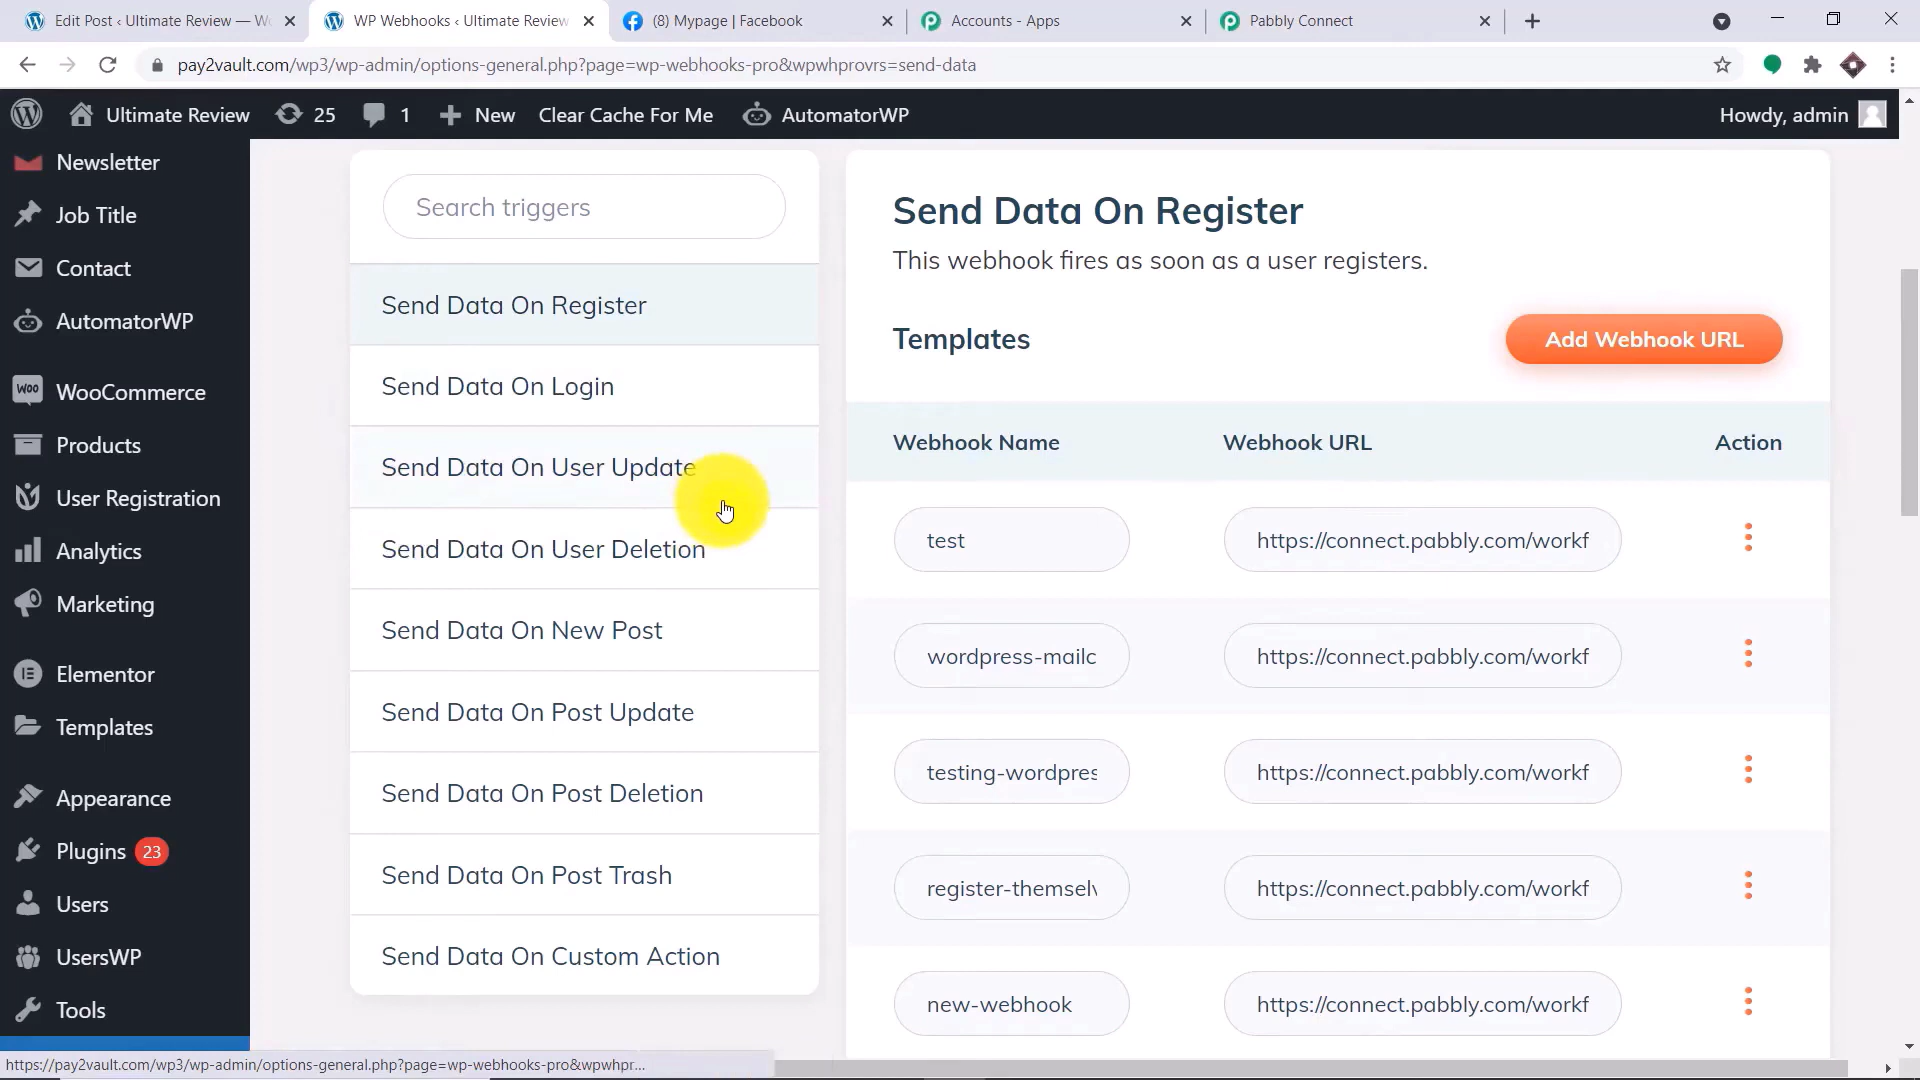 Edit Post ‹ Ultimate Review — W
WP Webhooks ‹ Ultimate Review
(8) Mypage | Facebook
Accounts - Apps
Pabbly Connect
pay2vault.com/wp3/wp-admin/options-general.php?page=wp-webhooks-pro&wpwhprovrs=send-data
Ultimate Review
25
1
New
Clear Cache For Me
AutomatorWP
Howdy, admin
Newsletter
Job Title
Contact
AutomatorWP
WOO WooCommerce
Products
User Registration
Analytics
Marketing
Elementor
Templates
Appearance
Plugins 23
Users
UsersWP
Tools
Search triggers
Send Data On Register
Send Data On Login
Send Data On User Update
Send Data On User Deletion
Send Data On New Post
Send Data On Post Update
Send Data On Post Deletion
Send Data On Post Trash
Send Data On Custom Action
Send Data On Register
This webhook fires as soon as a user registers.
Templates
Add Webhook URL
Webhook Name Webhook URL Action
test https://connect.pabbly.com/workf
wordpress-mailc https://connect.pabbly.com/workf
testing-wordpres https://connect.pabbly.com/workf
register-themselv https://connect.pabbly.com/workf
new-webhook https://connect.pabbly.com/workf
https://pay2vault.com/wp3/wp-admin/options-general.php?page=wp-webhooks-pro&wpwhpr...